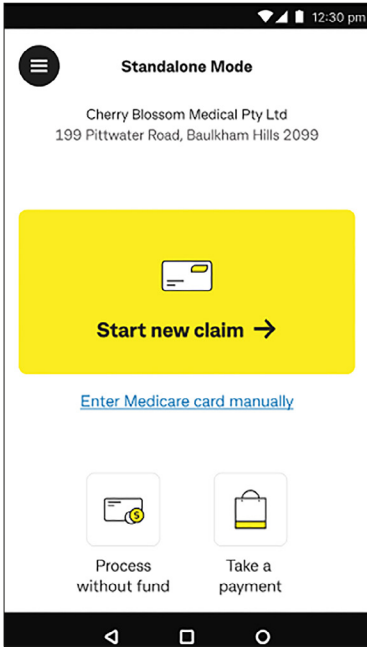 12:30 pm
Standalone Mode
Cherry Blossom Medical Pty Ltd
199 Pittwater Road, Baulkham Hills 2099
Start new claim →
Enter Medicare card manually
Process
without fund
Take a
payment